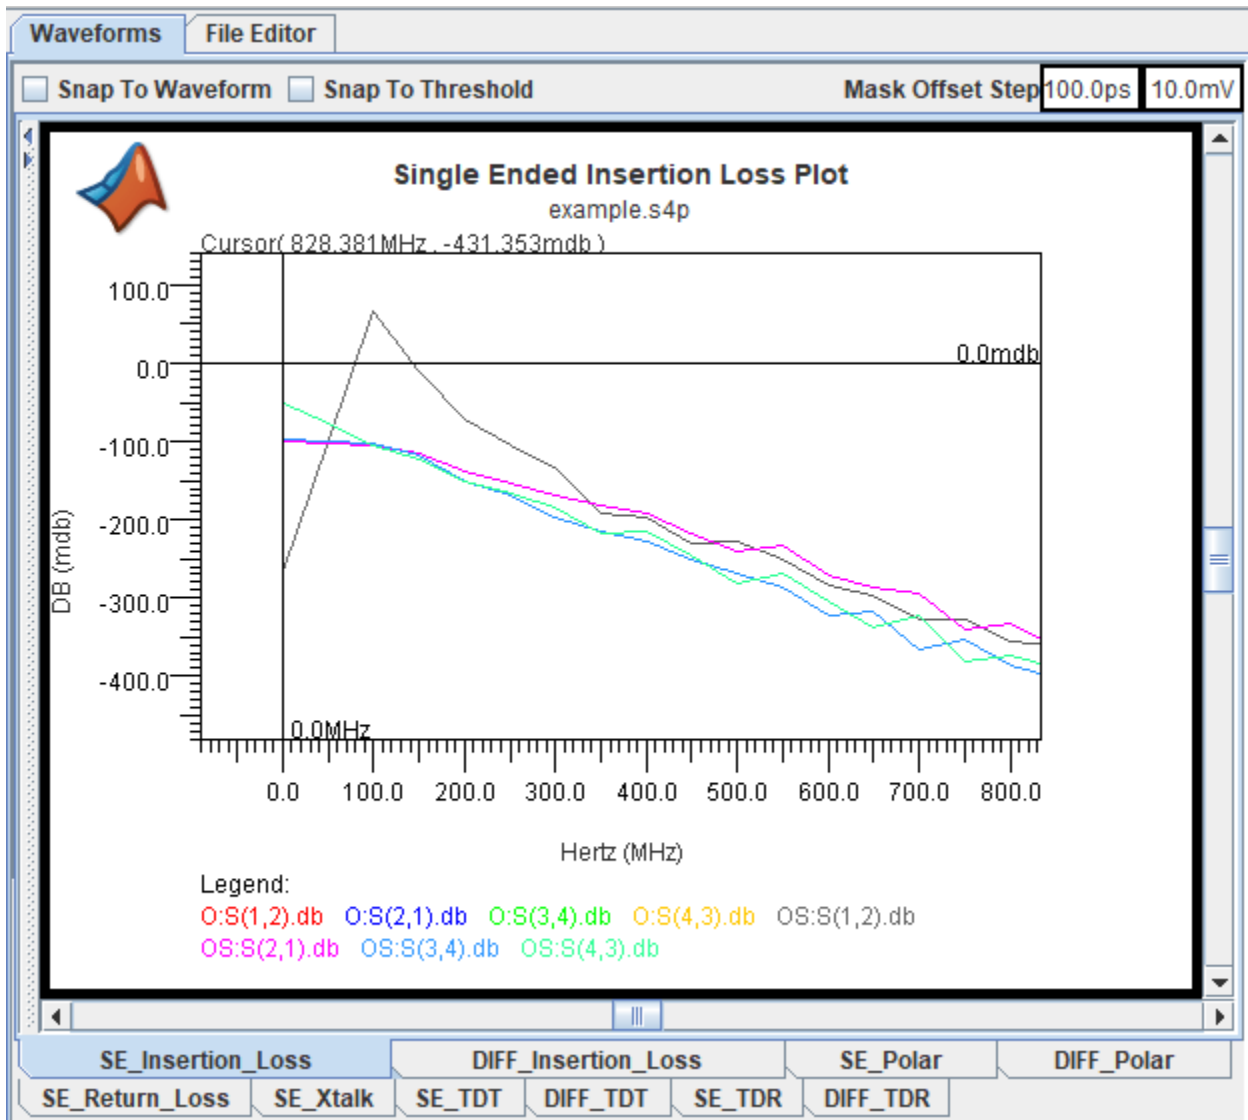 Waveforms File Editor
Snap To Waveform Snap To Threshold Mask Offset Step 100.0ps 10.0mV
Single Ended Insertion Loss Plot
example.s4p
Cursor( 828.381MHz , -431.353mdb )
100.0
0.0mdb
0.0
-100.0
-200.0
DB (mdb)
-300.0
-400.0
0.0MHz
0.0 100.0 200.0 300.0 400.0 500.0 600.0 700.0 800.0
Hertz (MHz)
Legend:
O:S(1,2).db O:S(2,1).db O:S(3,4).db O:S(4,3).db OS:S(1,2).db
OS:S(2,1).db OS:S(3,4).db OS:S(4,3).db
SE_Insertion_Loss DIFF_Insertion_Loss SE_Polar DIFF_Polar
SE_Return_Loss SE_Xtalk SE_TDT DIFF_TDT SE_TDR DIFF_TDR